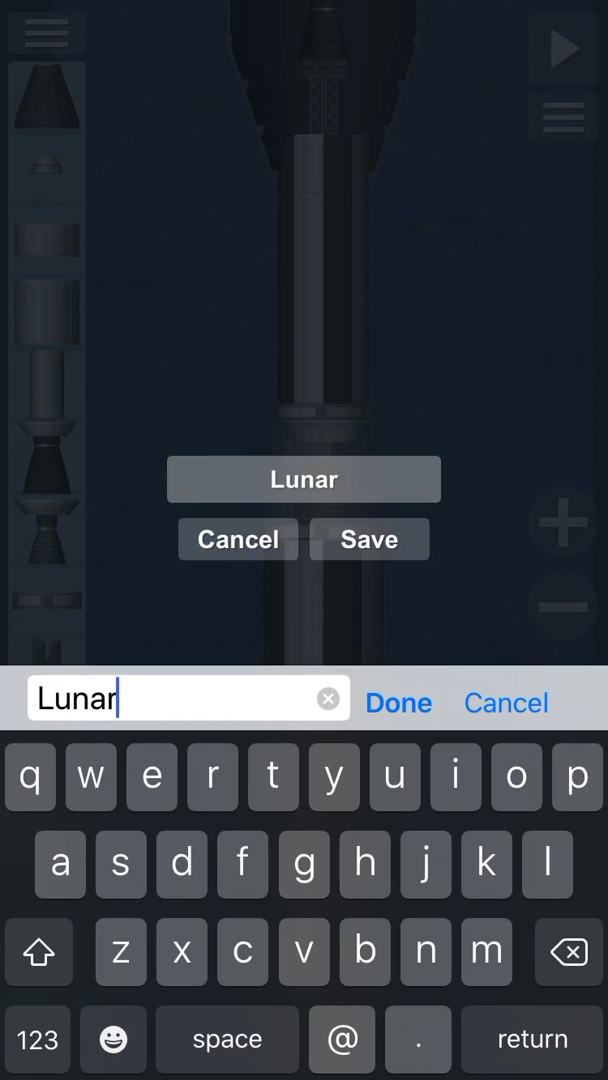 Lunar
Cancel Save
Lunar Done Cancel
q w e r t y u i o p
a s d f g h j k l
z x c v b n m
123 space @ . return